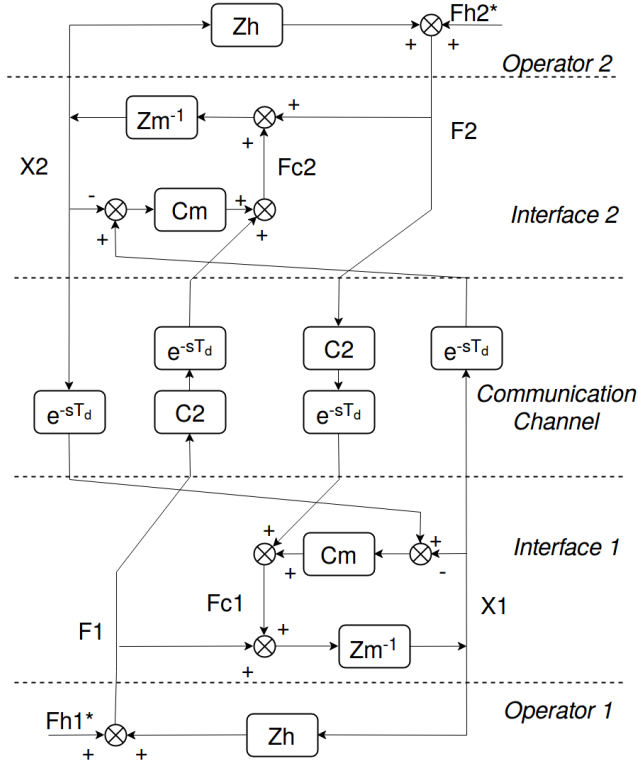 Zh
Fh2*
+ +
Operator 2
Zm⁻¹
+
+
F2
X2
Fc2
-
Cm
+
+
+
Interface 2
e⁻ˢᵀᵈ
C2
e⁻ˢᵀᵈ
e⁻ˢᵀᵈ
C2
e⁻ˢᵀᵈ
Communication
Channel
+
+
Cm
+
-
Interface 1
Fc1
X1
F1
+
+
Zm⁻¹
Fh1*
+
+
Zh
Operator 1